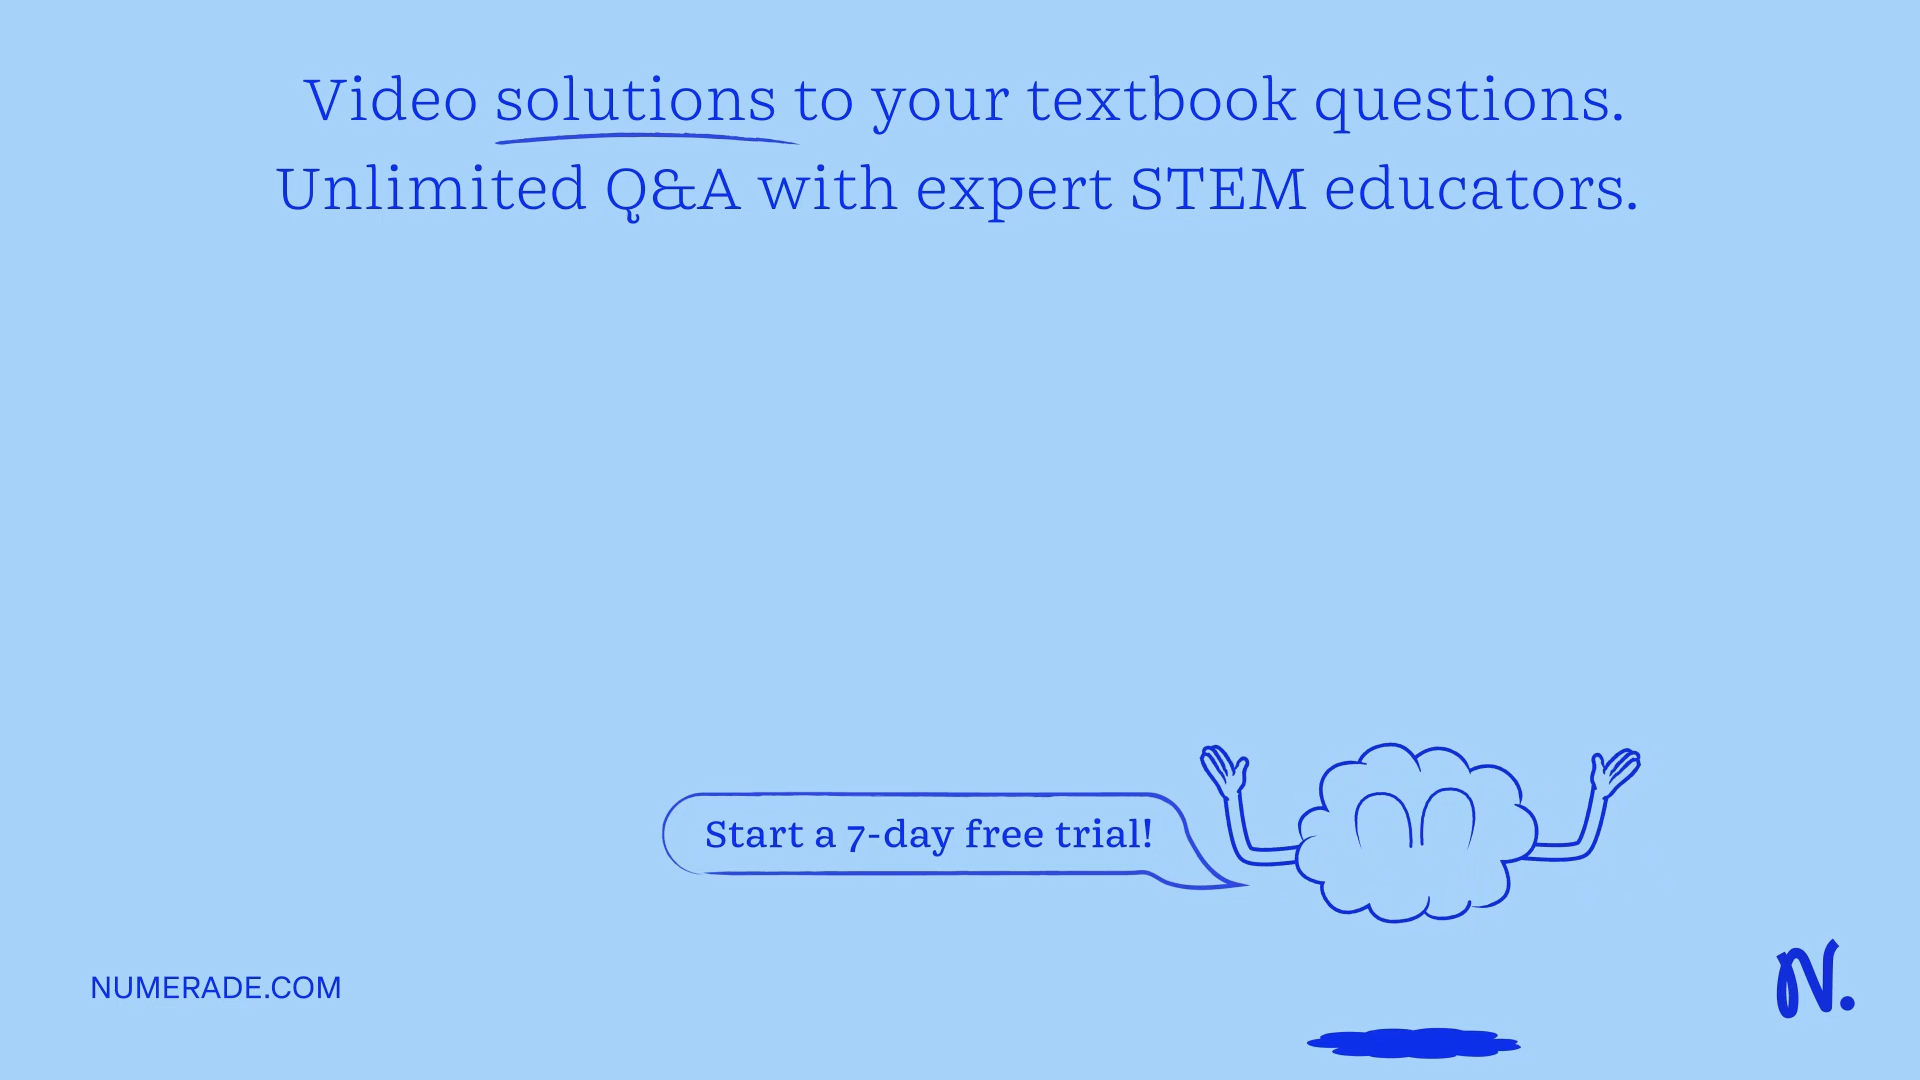 Video solutions to your textbook questions.
Unlimited Q&A with expert STEM educators.
Start a 7-day free trial!
NUMERADE.COM
N.